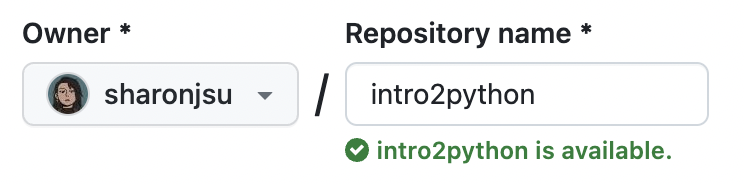 Owner *
Repository name *
sharonjsu / intro2python
intro2python is available.